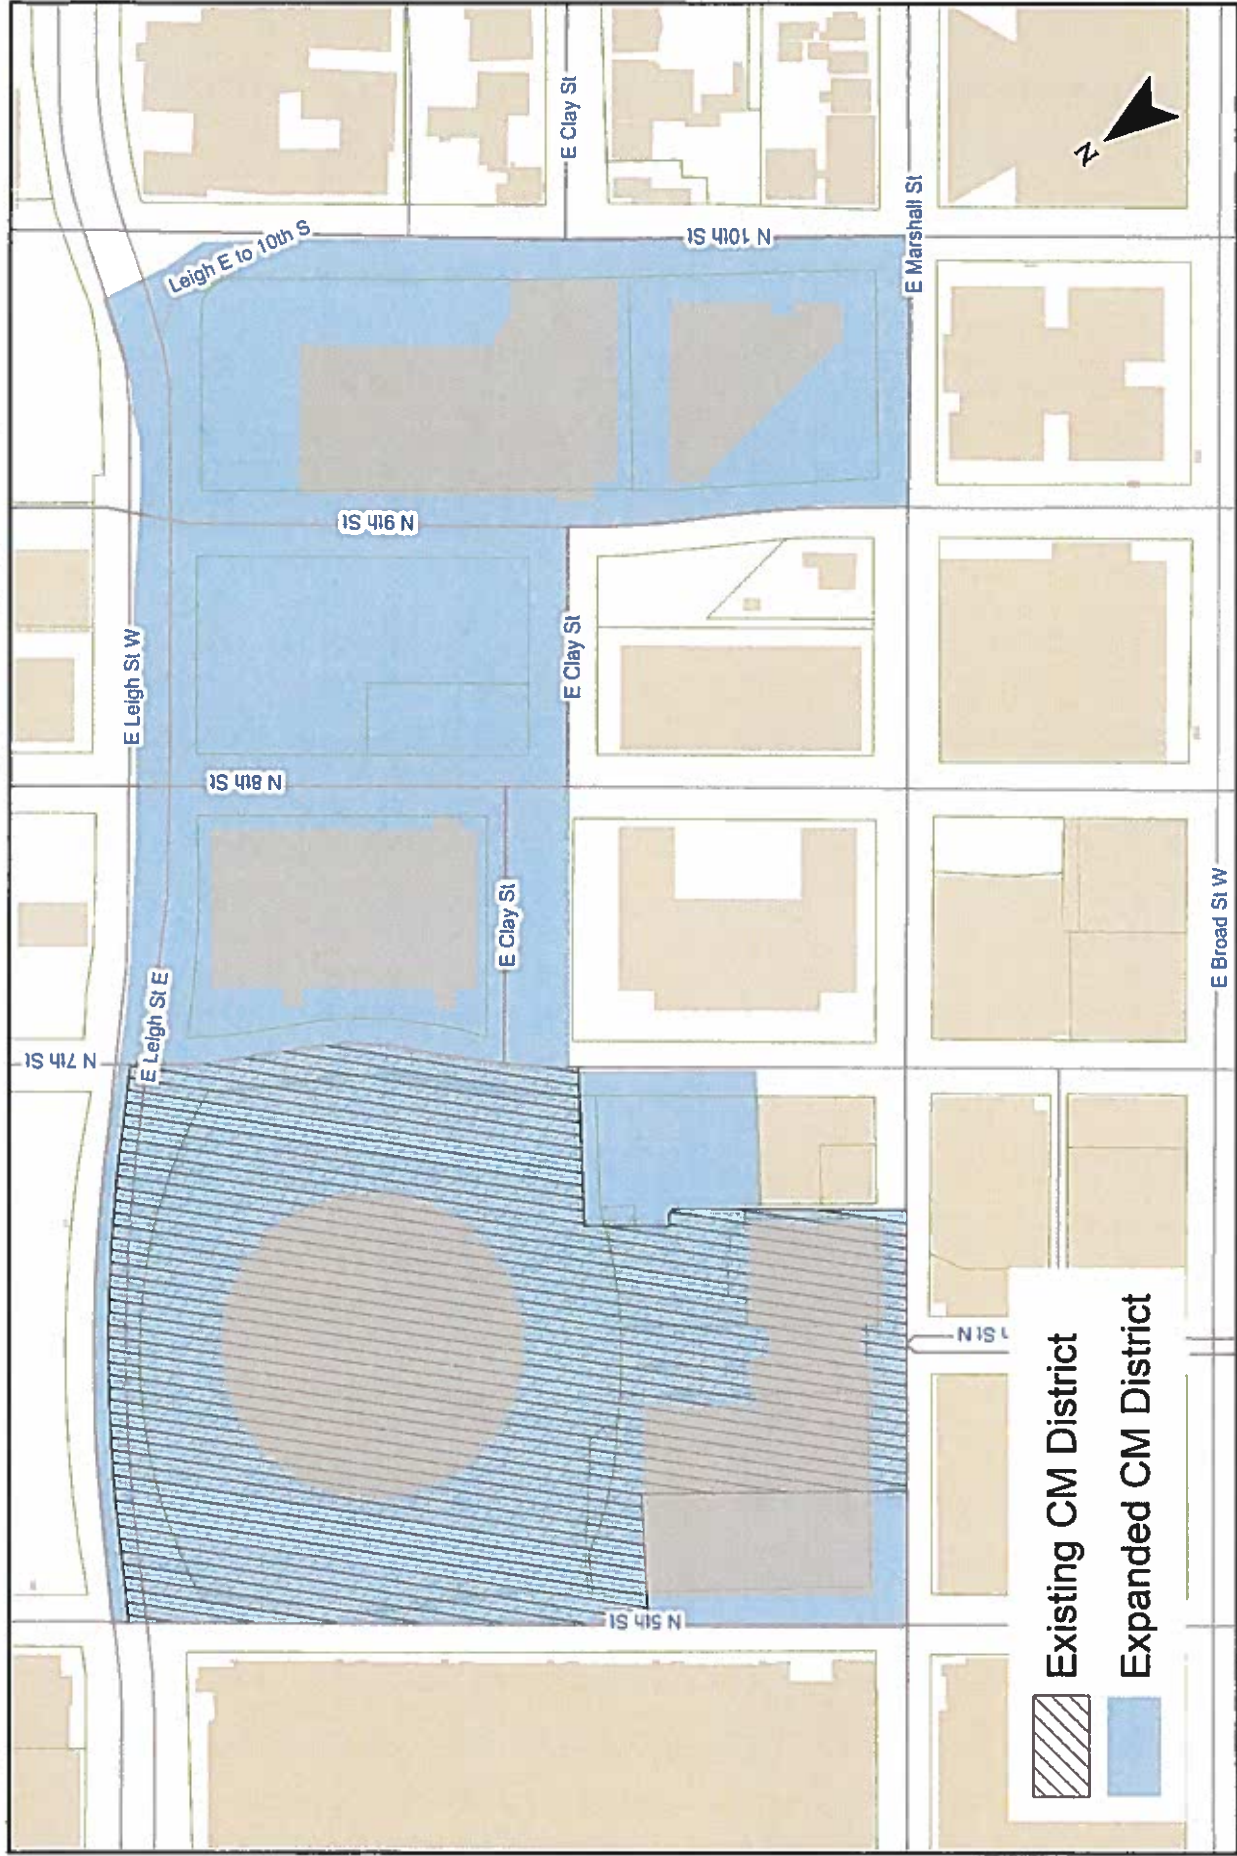 E Clay St
Leigh E to 10th S
N 10th St
E Marshall St
N
N 9th St
E Leigh St W
E Clay St
N 8th St
E Clay St
E Broad St W
E Leigh St E
N 7th St
St N
N 5th St
Existing CM District
Expanded CM District